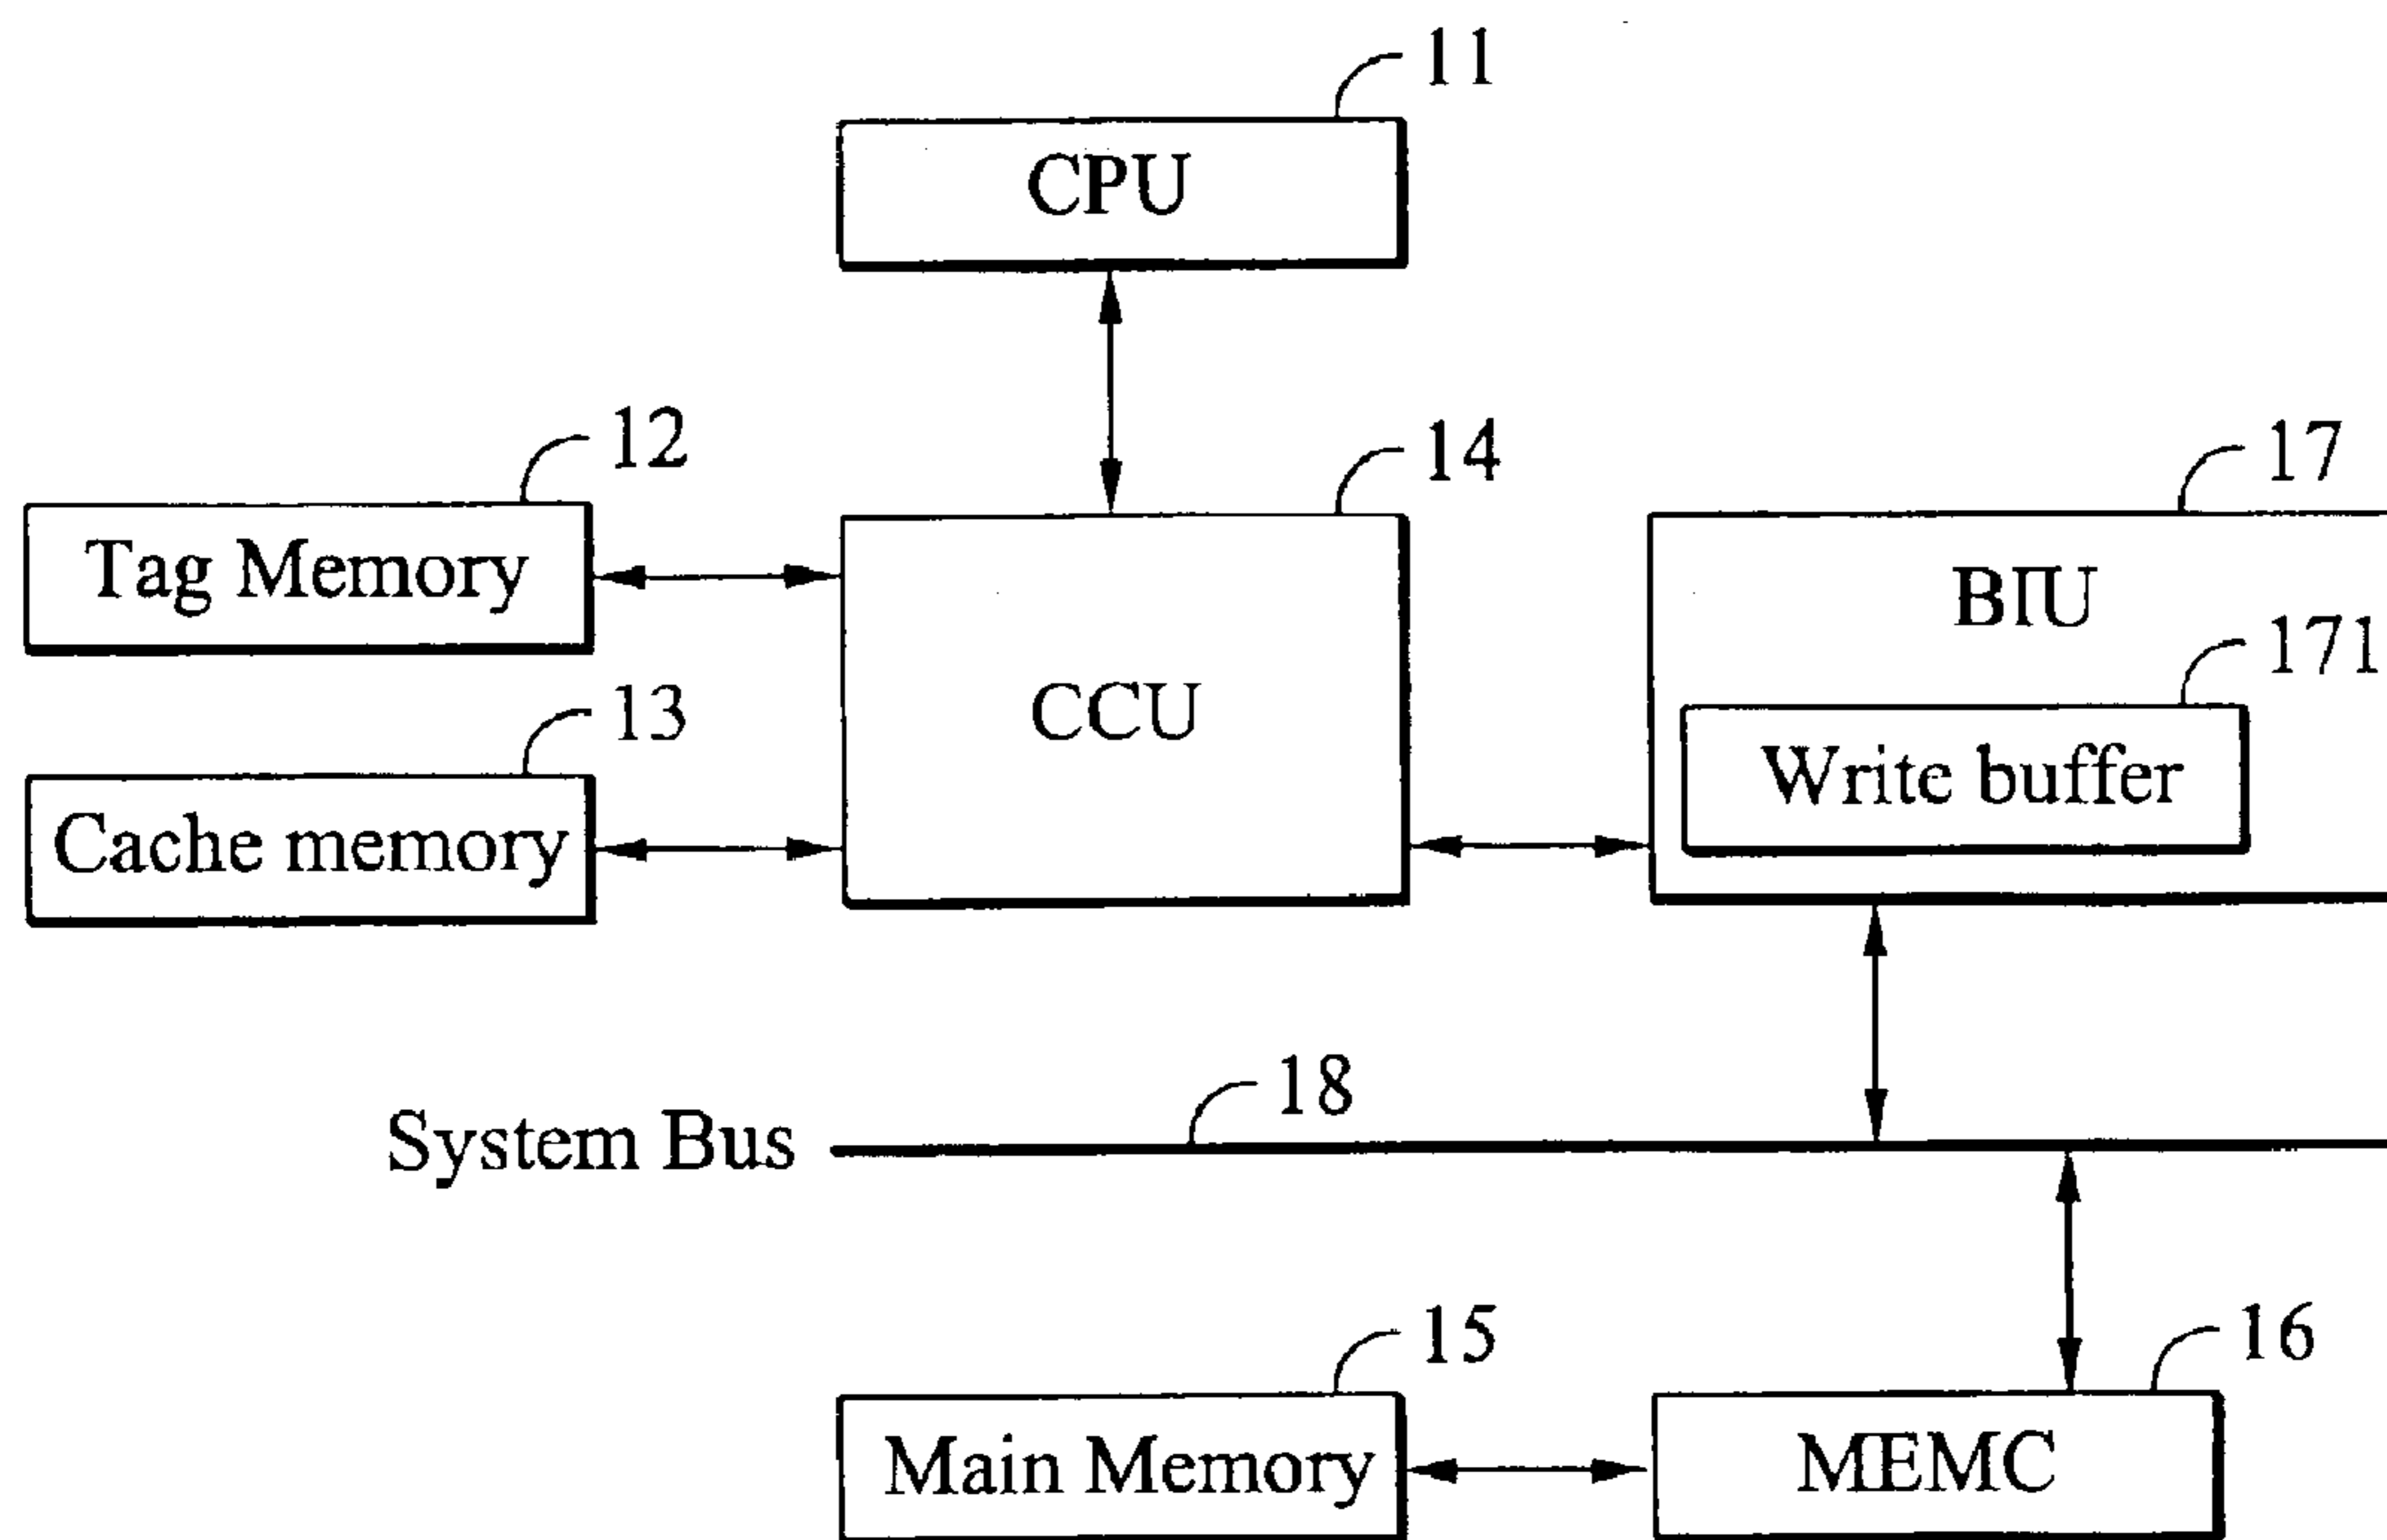 11
CPU
12
14
17
Tag Memory
BIU
171
13
CCU
Write buffer
Cache memory
18
System Bus
15
16
Main Memory
MEMC